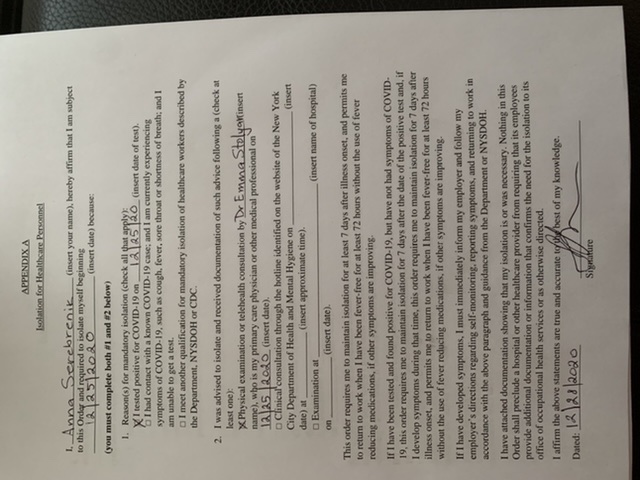 APPENDIX A
Isolation for Healthcare Personnel
I, Anna Serebrenik (insert your name), hereby affirm that I am subject
to this Order and required to isolate myself beginning
12/25/2020 (insert date) because:
(you must complete both #1 and #2 below)
1. Reason(s) for mandatory isolation (check all that apply):
X I tested positive for COVID-19 on 12/25/20 (insert date of test).
□ I had contact with a known COVID-19 case, and I am currently experiencing
symptoms of COVID-19, such as cough, fever, sore throat or shortness of breath; and I
am unable to get a test.
□ I meet another qualification for mandatory isolation of healthcare workers described by
the Department, NYSDOH or CDC.
2. I was advised to isolate and received documentation of such advice following a (check at
least one):
X Physical examination or telehealth consultation by Dr Emma Stolyar (insert
name), who is my primary care physician or other medical professional on
12/25/2020 (insert date).
□ Clinical consultation through the hotline identified on the website of the New York
City Department of Health and Mental Hygiene on ________ (insert
date) at ________ (insert approximate time).
□ Examination at ________ (insert name of hospital)
on ________ (insert date).
This order requires me to maintain isolation for at least 7 days after illness onset, and permits me
to return to work when I have been fever-free for at least 72 hours without the use of fever
reducing medications, if other symptoms are improving.
If I have been tested and found positive for COVID-19, but have not had symptoms of COVID-
19, this order requires me to maintain isolation for 7 days after the date of the positive test and, if
I develop symptoms during that time, this order requires me to maintain isolation for 7 days after
illness onset, and permits me to return to work when I have been fever-free for at least 72 hours
without the use of fever reducing medications, if other symptoms are improving.
If I have developed symptoms, I must immediately inform my employer and follow my
employer's directions regarding self-monitoring, reporting symptoms, and returning to work in
accordance with the above paragraph and guidance from the Department or NYSDOH.
I have attached documentation showing that my isolation is or was necessary. Nothing in this
Order shall preclude a hospital or other healthcare provider from requiring that its employees
provide additional documentation or information that confirms the need for the isolation to its
office of occupational health services or as otherwise directed.
I affirm the above statements are true and accurate to the best of my knowledge.
Dated: 12/28/2020
Signature